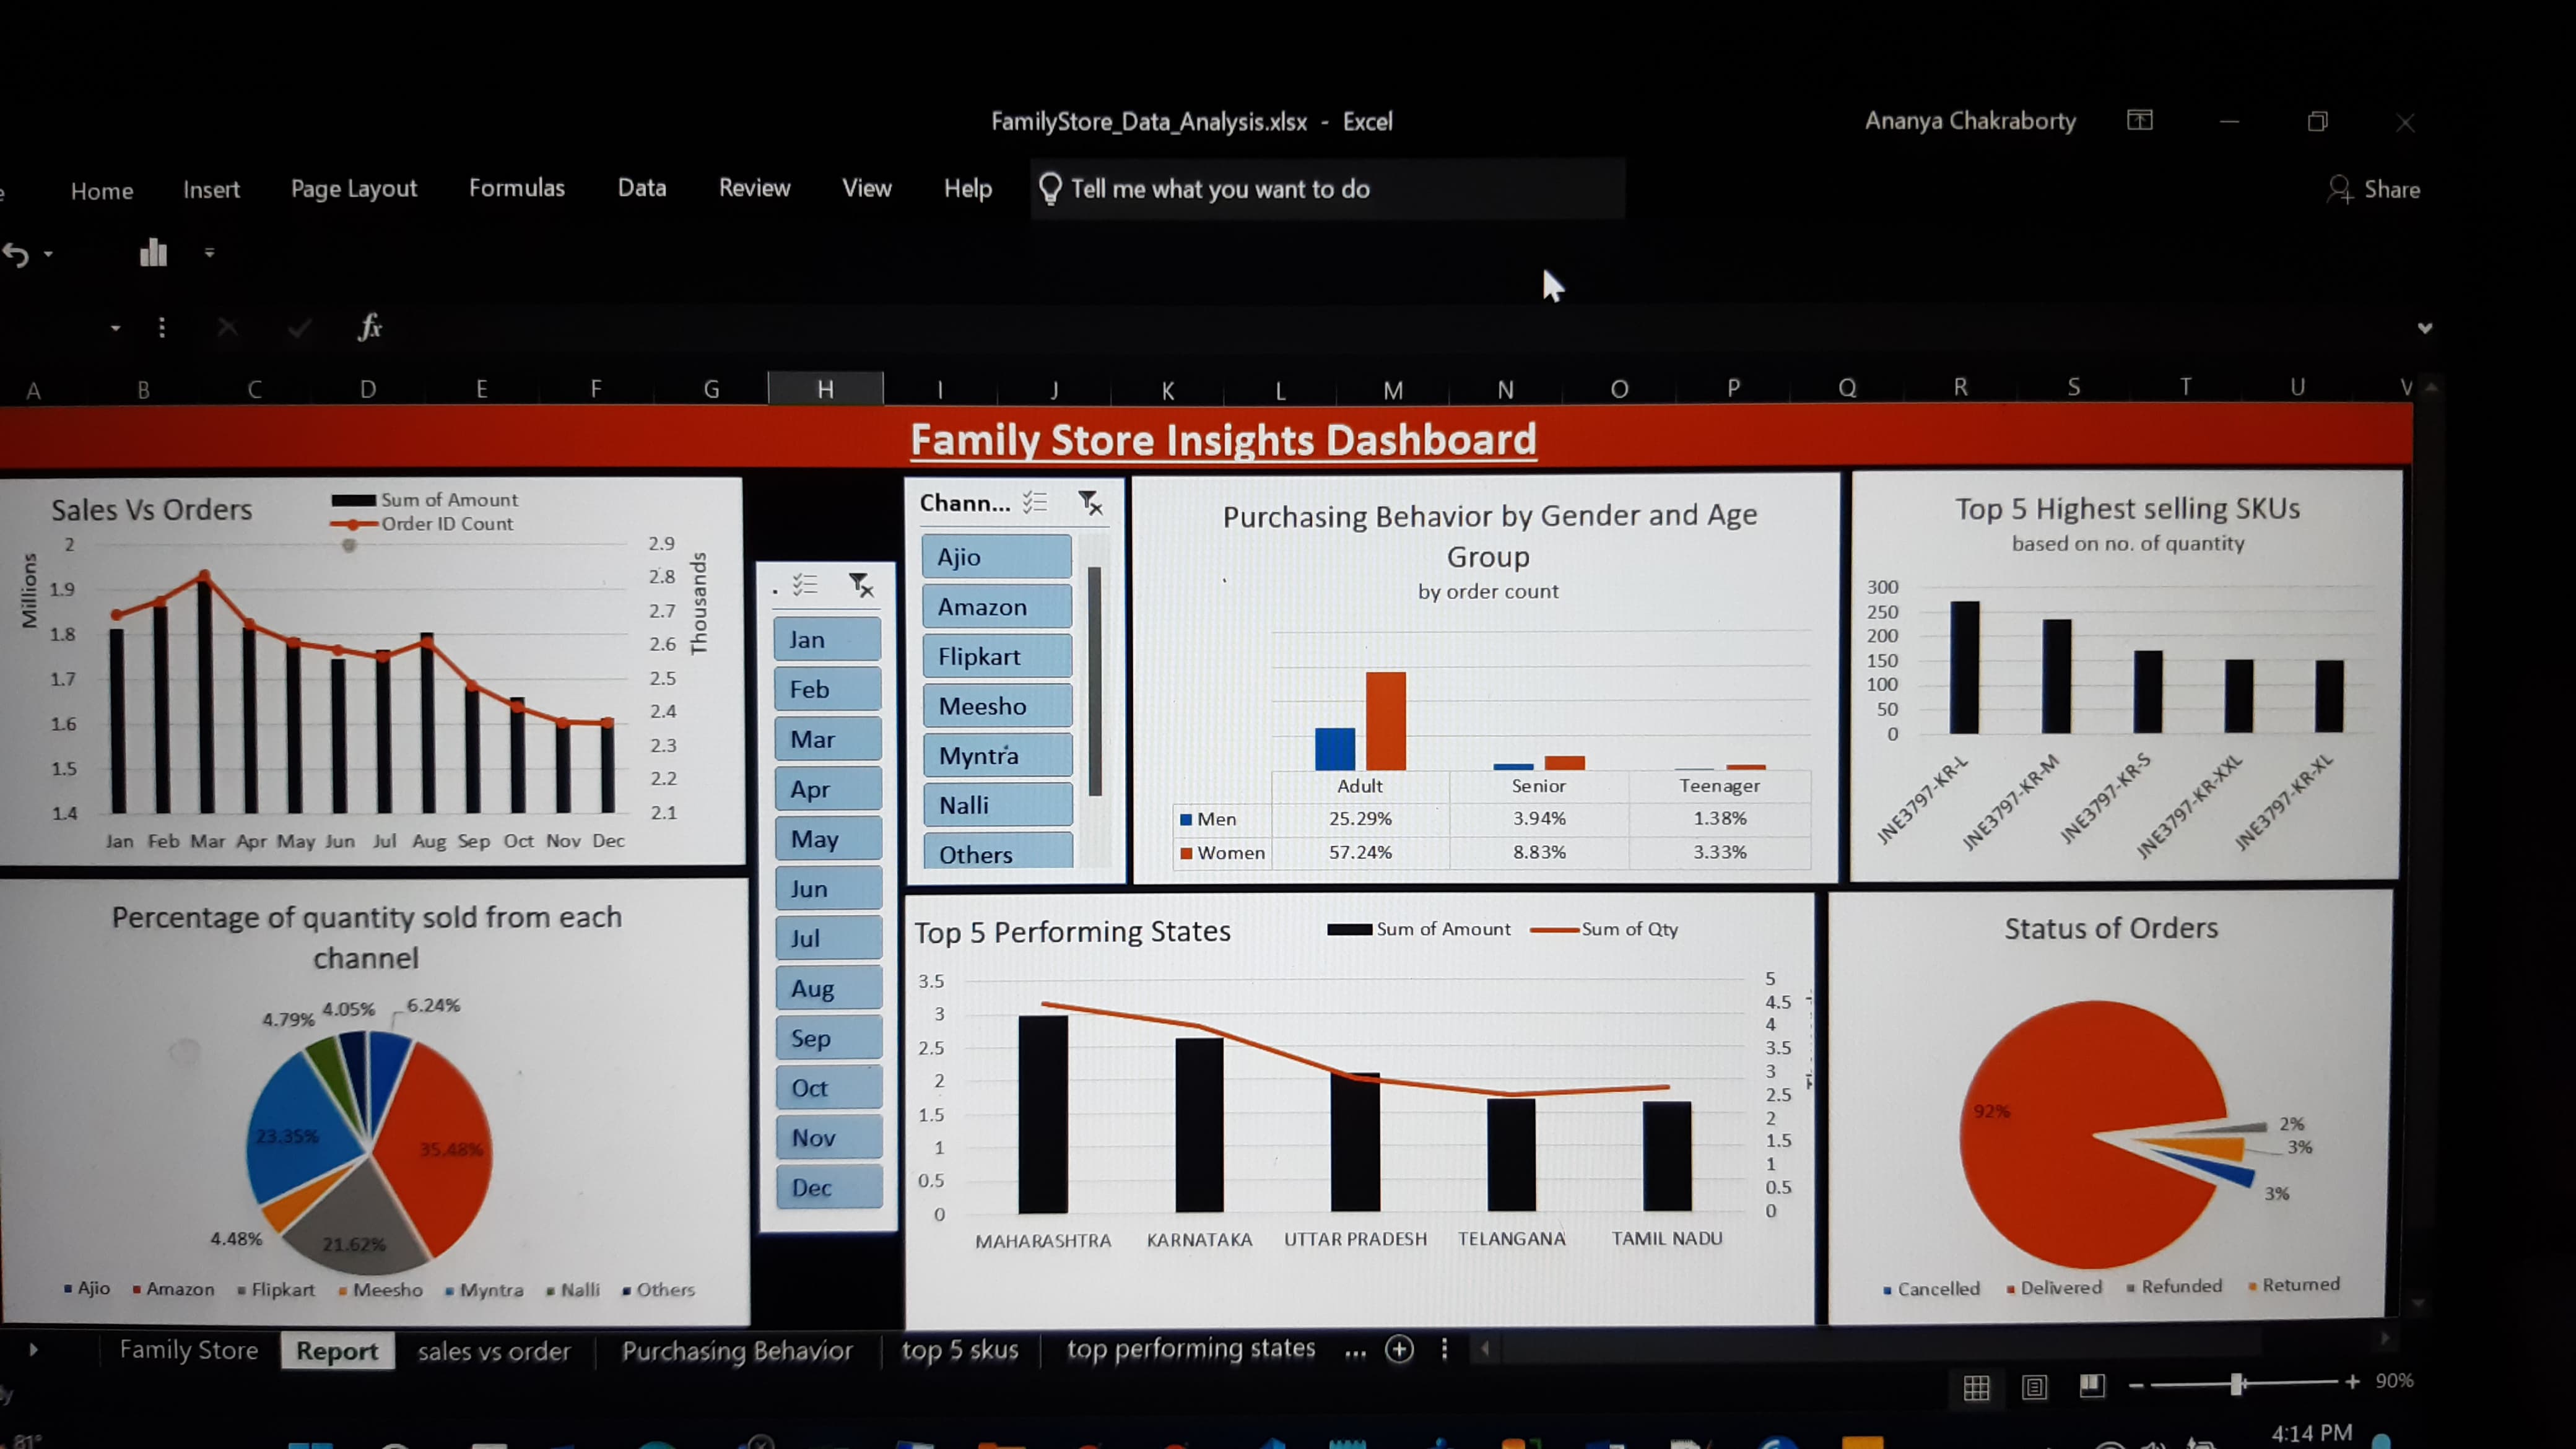 FamilyStore_Data_Analysis.xlsx - Excel
Ananya Chakraborty
Home Insert Page Layout Formulas Data Review View Help Tell me what you want to do
Share
fx
A B C D E F G H I J K L M N O P Q R S T U V
Family Store Insights Dashboard
Sales Vs Orders
Sum of Amount
Order ID Count
Millions
2
1.9
1.8
1.7
1.6
1.5
1.4
2.9
2.8
2.7
2.6
2.5
2.4
2.3
2.2
2.1
Thousands
Jan Feb Mar Apr May Jun Jul Aug Sep Oct Nov Dec
Jan
Feb
Mar
Apr
May
Jun
Jul
Aug
Sep
Oct
Nov
Dec
Chann...
Ajio
Amazon
Flipkart
Meesho
Myntra
Nalli
Others
Purchasing Behavior by Gender and Age
Group
by order count
Adult Senior Teenager
Men 25.29% 3.94% 1.38%
Women 57.24% 8.83% 3.33%
Top 5 Highest selling SKUs
based on no. of quantity
300
250
200
150
100
50
0
JNE3797-KR-L
JNE3797-KR-M
JNE3797-KR-S
JNE3797-KR-XXL
JNE3797-KR-XL
Percentage of quantity sold from each
channel
4.79% 4.05% 6.24%
23.35% 35.48%
4.48% 21.62%
Ajio Amazon Flipkart Meesho Myntra Nalli Others
Top 5 Performing States
Sum of Amount Sum of Qty
3.5
3
2.5
2
1.5
1
0.5
0
5
4.5
4
3.5
3
2.5
2
1.5
1
0.5
0
MAHARASHTRA KARNATAKA UTTAR PRADESH TELANGANA TAMIL NADU
Status of Orders
92%
2%
3%
3%
Cancelled Delivered Refunded Returned
Family Store Report sales vs order Purchasing Behavior top 5 skus top performing states ...
90%
81°
4:14 PM